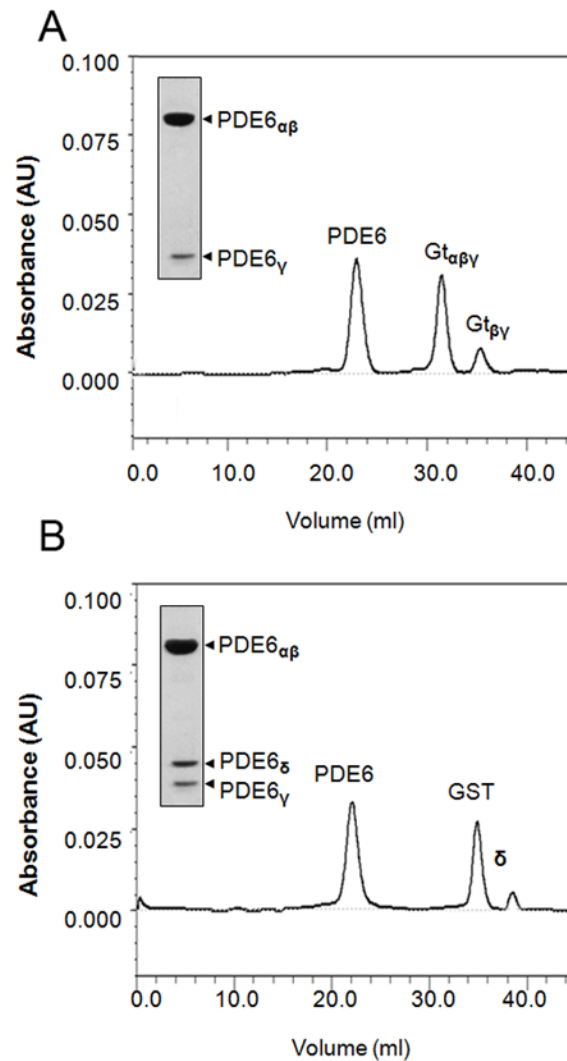 A
Absorbance (AU)
0.100
0.075
0.050
0.025
0.000
◄ PDE6αβ
◄ PDE6γ
PDE6
Gtαβγ
Gtβγ
0.0 10.0 20.0 30.0 40.0
Volume (ml)
B
Absorbance (AU)
0.100
0.075
0.050
0.025
0.000
◄ PDE6αβ
◄ PDE6δ
◄ PDE6γ
PDE6
GST
δ
0.0 10.0 20.0 30.0 40.0
Volume (ml)